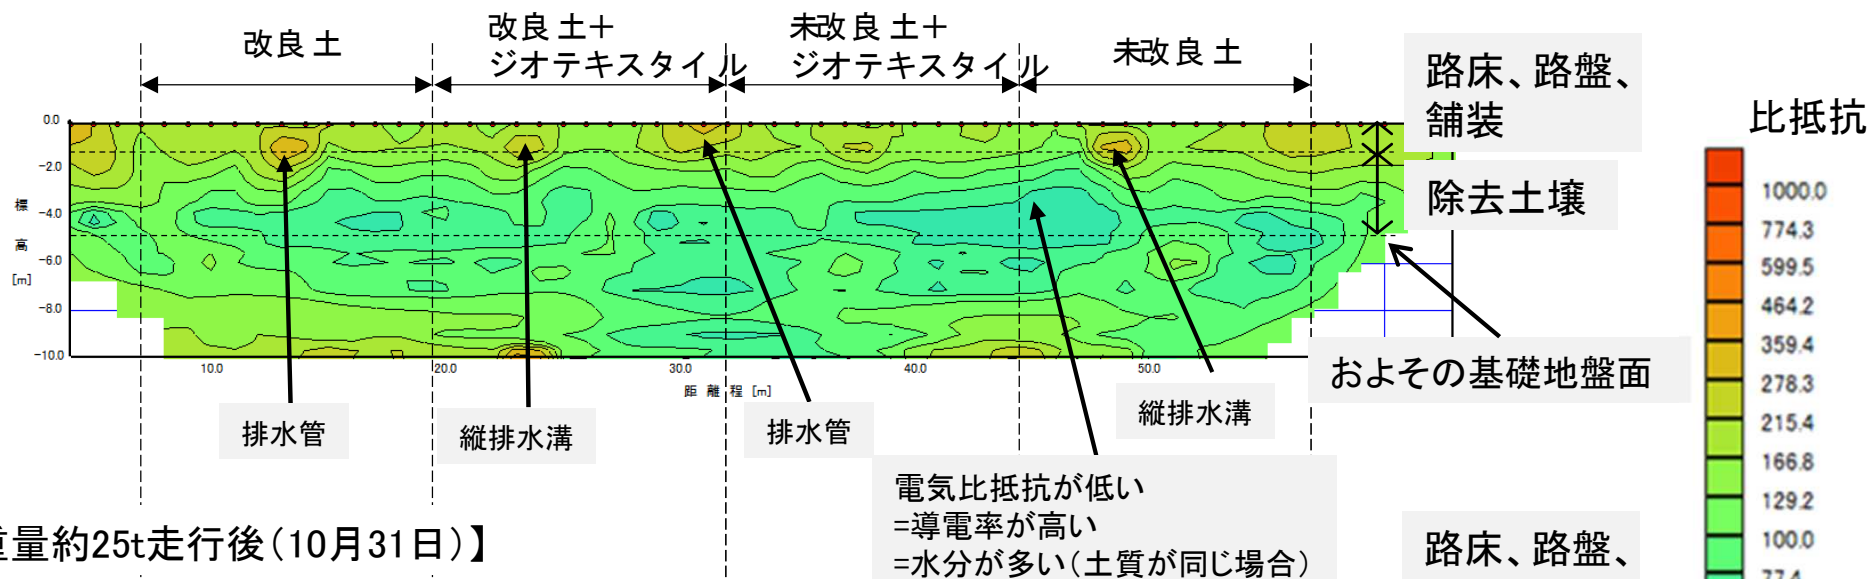 改良土
改良土＋
ジオテキスタイル
未改良土＋
ジオテキスタイル
未改良土
路床、路盤、
舗装
除去土壌
比抵抗
0.0
-2.0
-4.0
-6.0
-8.0
-10.0
標
高
[m]
10.0
20.0
30.0
40.0
50.0
距離程 [m]
排水管
縦排水溝
排水管
縦排水溝
およその基礎地盤面
電気比抵抗が低い
=導電率が高い
=水分が多い（土質が同じ場合）
1000.0
774.3
599.5
464.2
359.4
278.3
215.4
166.8
129.2
100.0
77.4
重量約25t走行後（10月31日）】
路床、路盤、